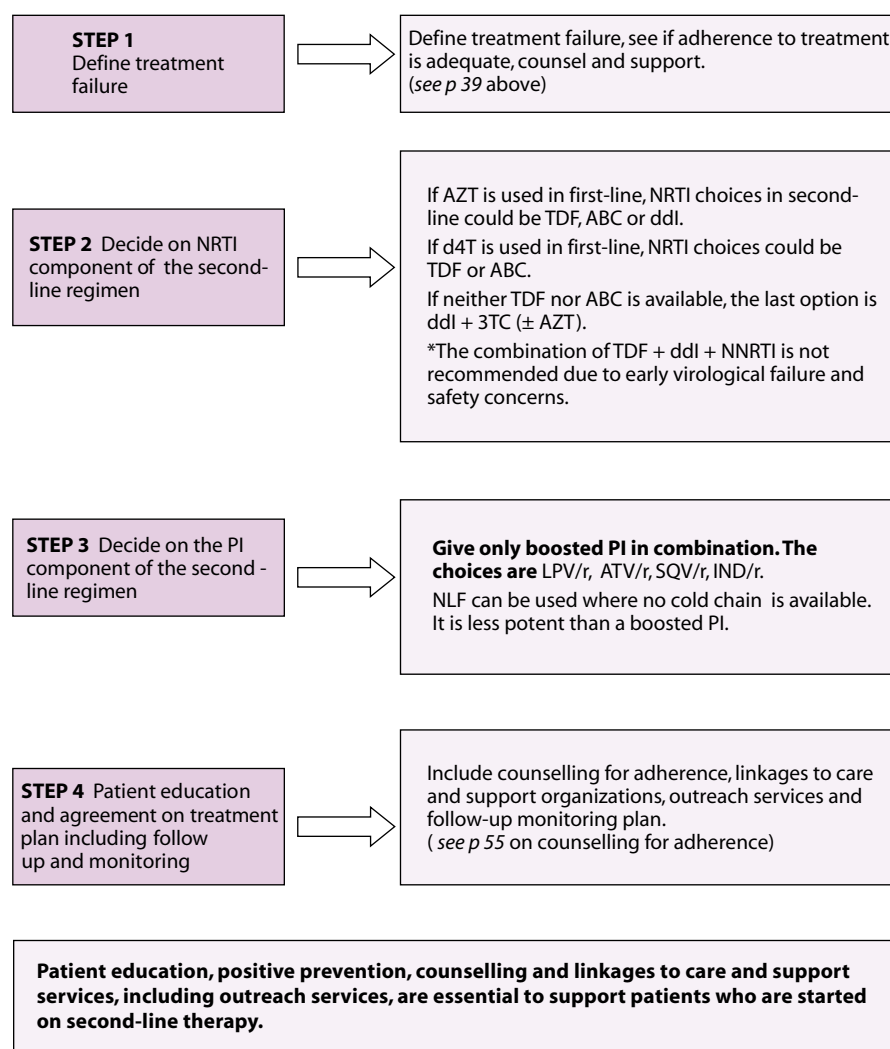 STEP 1
Define treatment
failure
Define treatment failure, see if adherence to treatment
is adequate, counsel and support.
(see p 39 above)
STEP 2 Decide on NRTI
component of the second-
line regimen
If AZT is used in first-line, NRTI choices in second-
line could be TDF, ABC or ddI.
If d4T is used in first-line, NRTI choices could be
TDF or ABC.
If neither TDF nor ABC is available, the last option is
ddI + 3TC (± AZT).
*The combination of TDF + ddI + NNRTI is not
recommended due to early virological failure and
safety concerns.
STEP 3 Decide on the PI
component of the second -
line regimen
Give only boosted PI in combination. The
choices are LPV/r, ATV/r, SQV/r, IND/r.
NLF can be used where no cold chain is available.
It is less potent than a boosted PI.
STEP 4 Patient education
and agreement on treatment
plan including follow
up and monitoring
Include counselling for adherence, linkages to care
and support organizations, outreach services and
follow-up monitoring plan.
( see p 55 on counselling for adherence)
Patient education, positive prevention, counselling and linkages to care and support
services, including outreach services, are essential to support patients who are started
on second-line therapy.